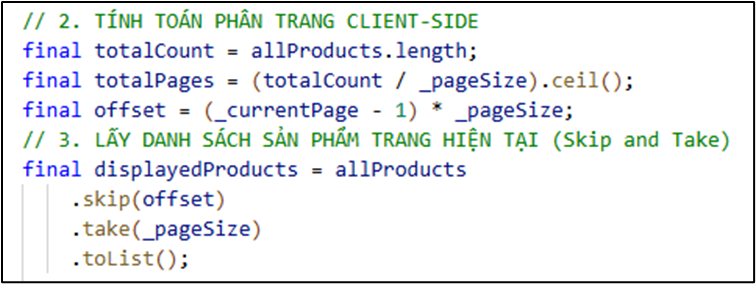 // 2. TÍNH TOÁN PHÂN TRANG CLIENT-SIDE
final totalCount = allProducts.length;
final totalPages = (totalCount / _pageSize).ceil();
final offset = (_currentPage - 1) * _pageSize;
// 3. LẤY DANH SÁCH SẢN PHẨM TRANG HIỆN TẠI (Skip and Take)
final displayedProducts = allProducts
    .skip(offset)
    .take(_pageSize)
    .toList();